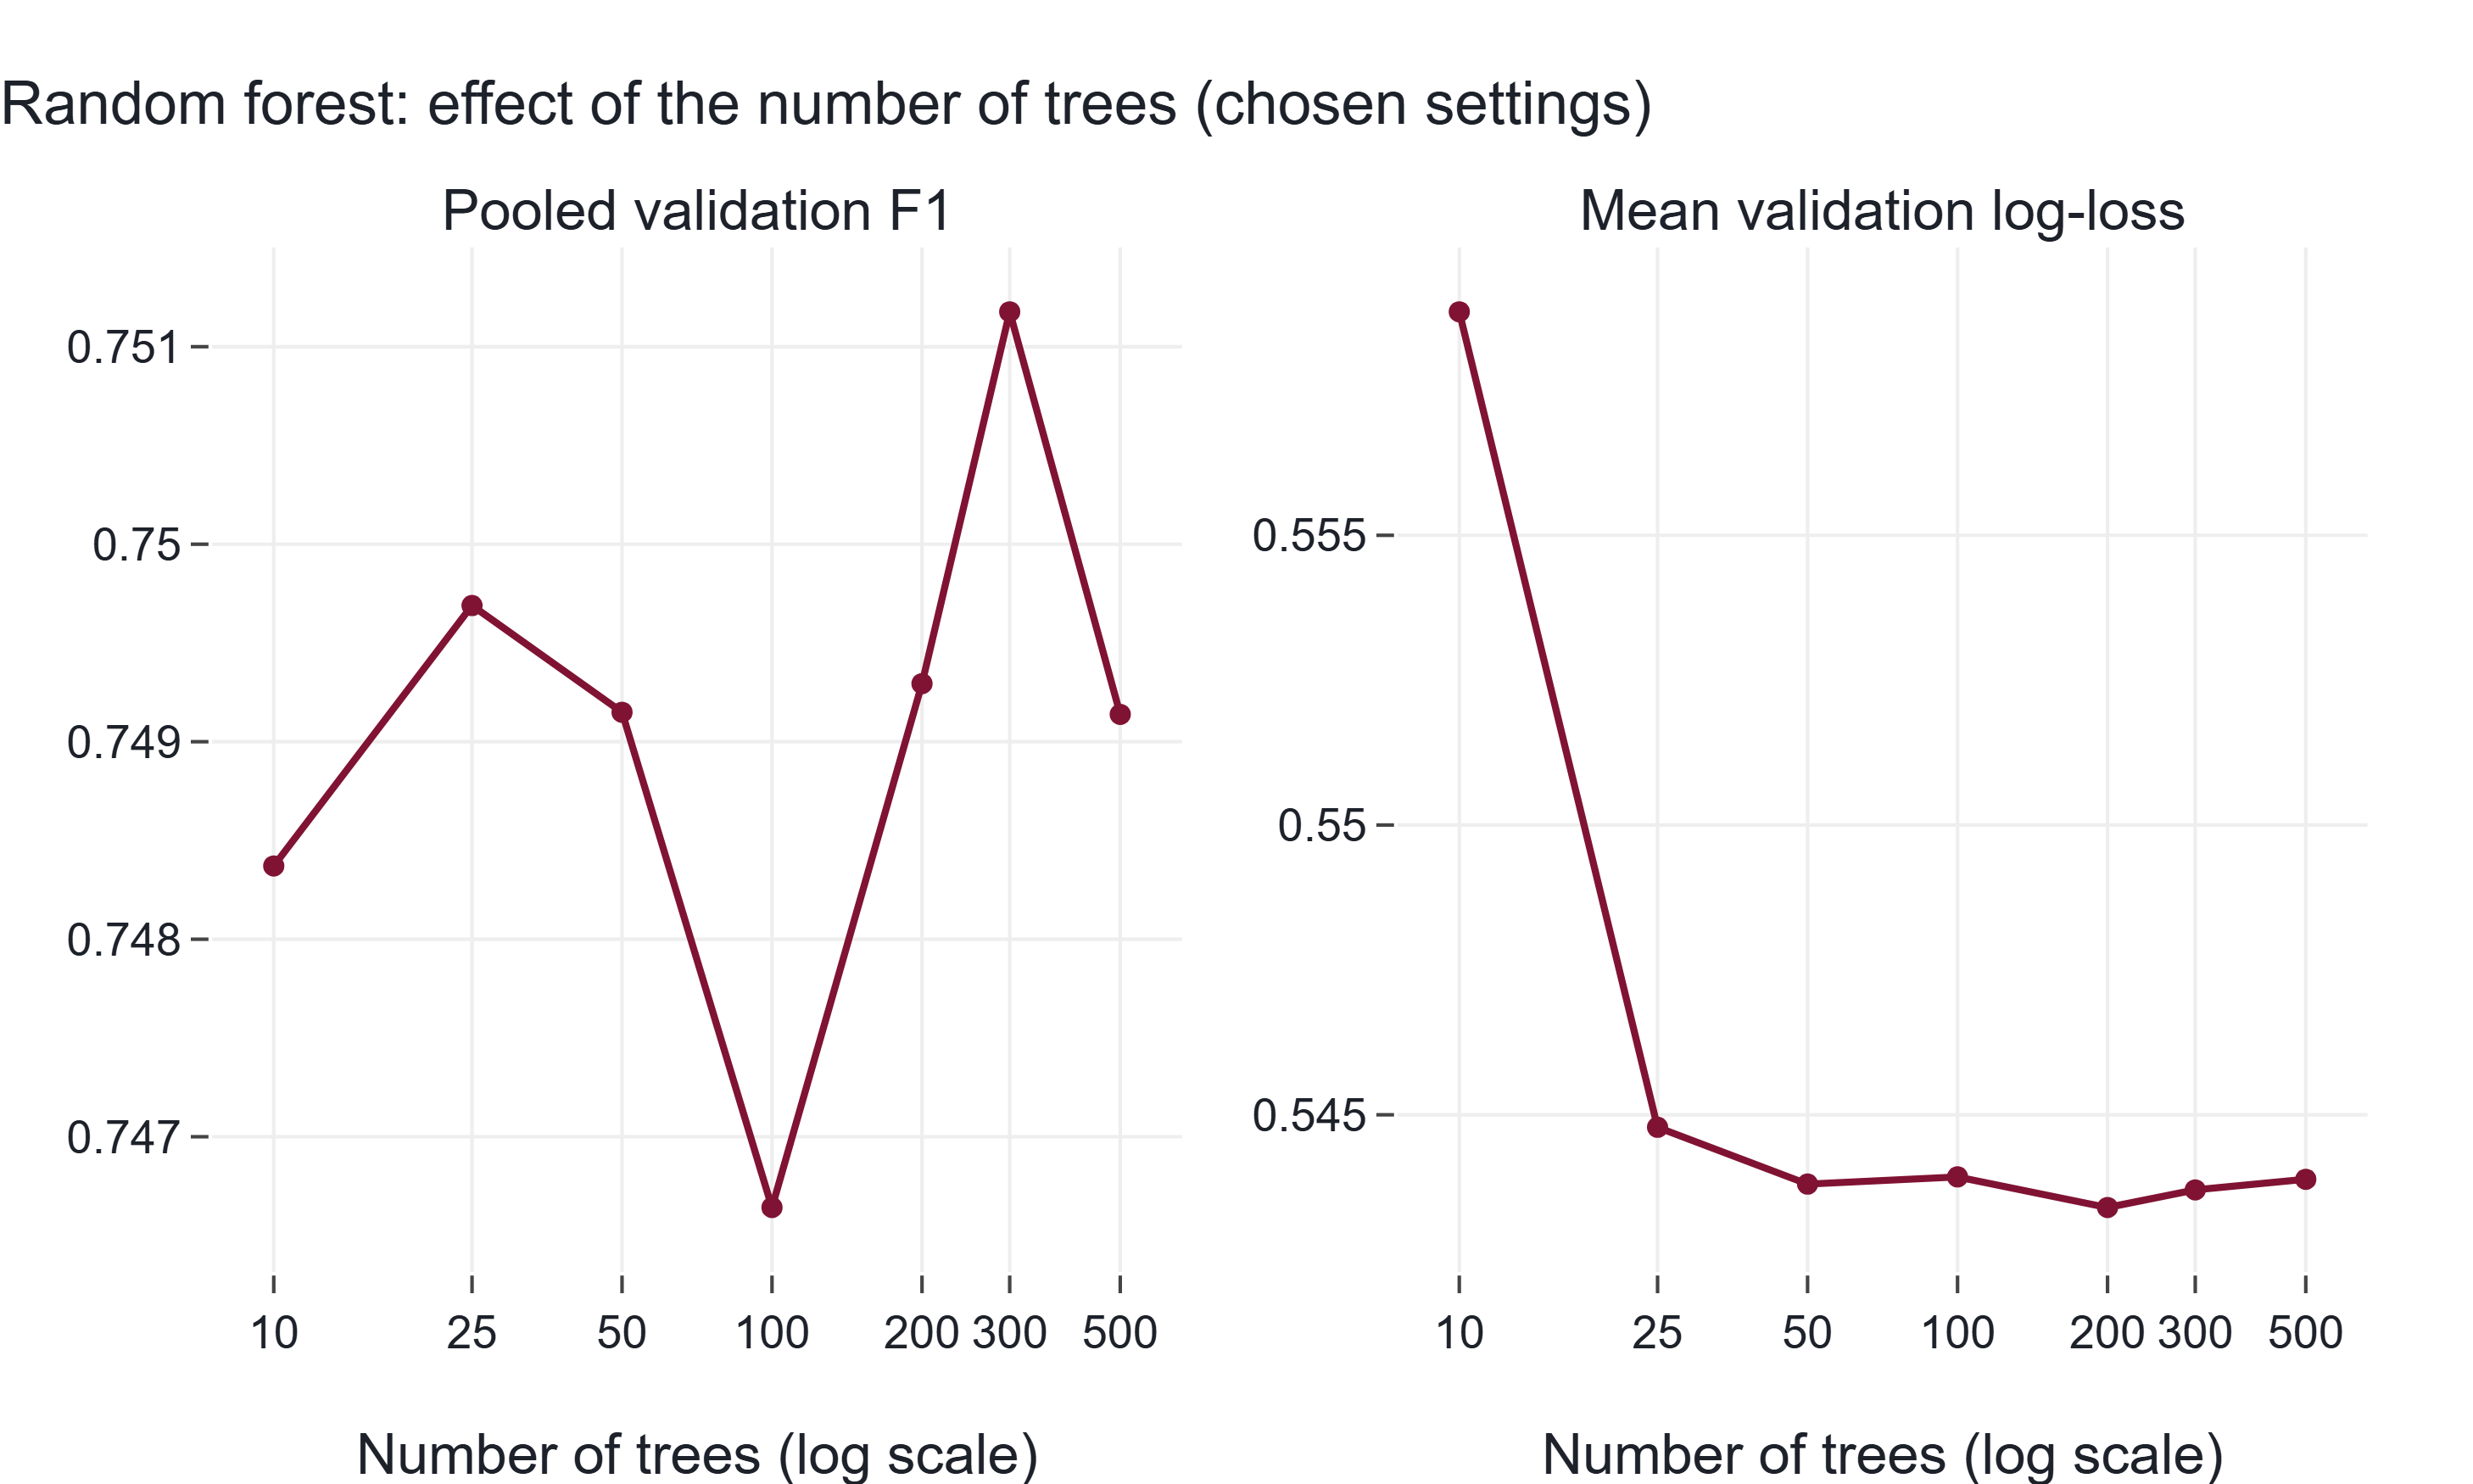 Random forest: effect of the number of trees (chosen settings)
Pooled validation F1
0.751
0.75
0.749
0.748
0.747
10 25 50 100 200 300 500
Number of trees (log scale)
Mean validation log-loss
0.555
0.55
0.545
10 25 50 100 200 300 500
Number of trees (log scale)